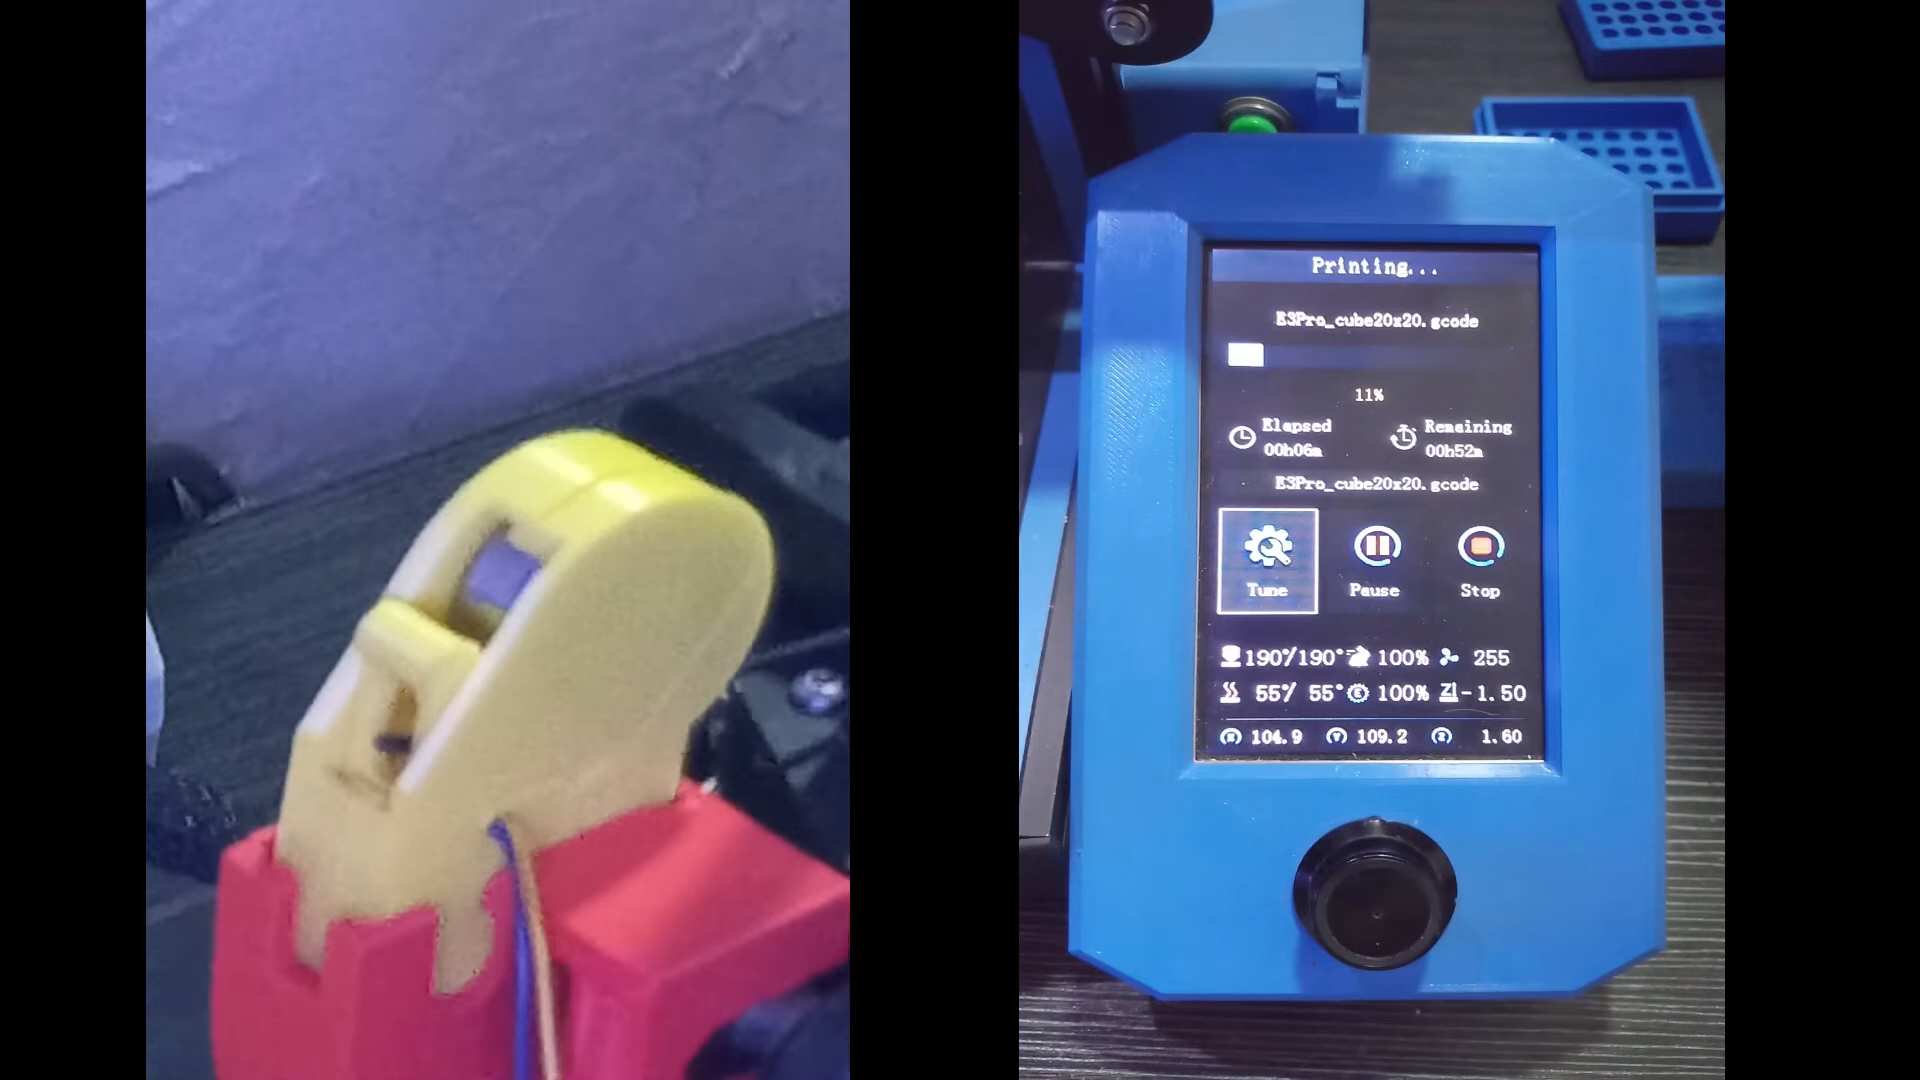 Printing...
E3Pro_cube20x20.gcode
11%
Elapsed Remaining
00h06m 00h52m
E3Pro_cube20x20.gcode
Tune Pause Stop
190°/190° 100% 255
55°/ 55° E 100% Z -1.50
X 104.9 Y 109.2 Z 1.60